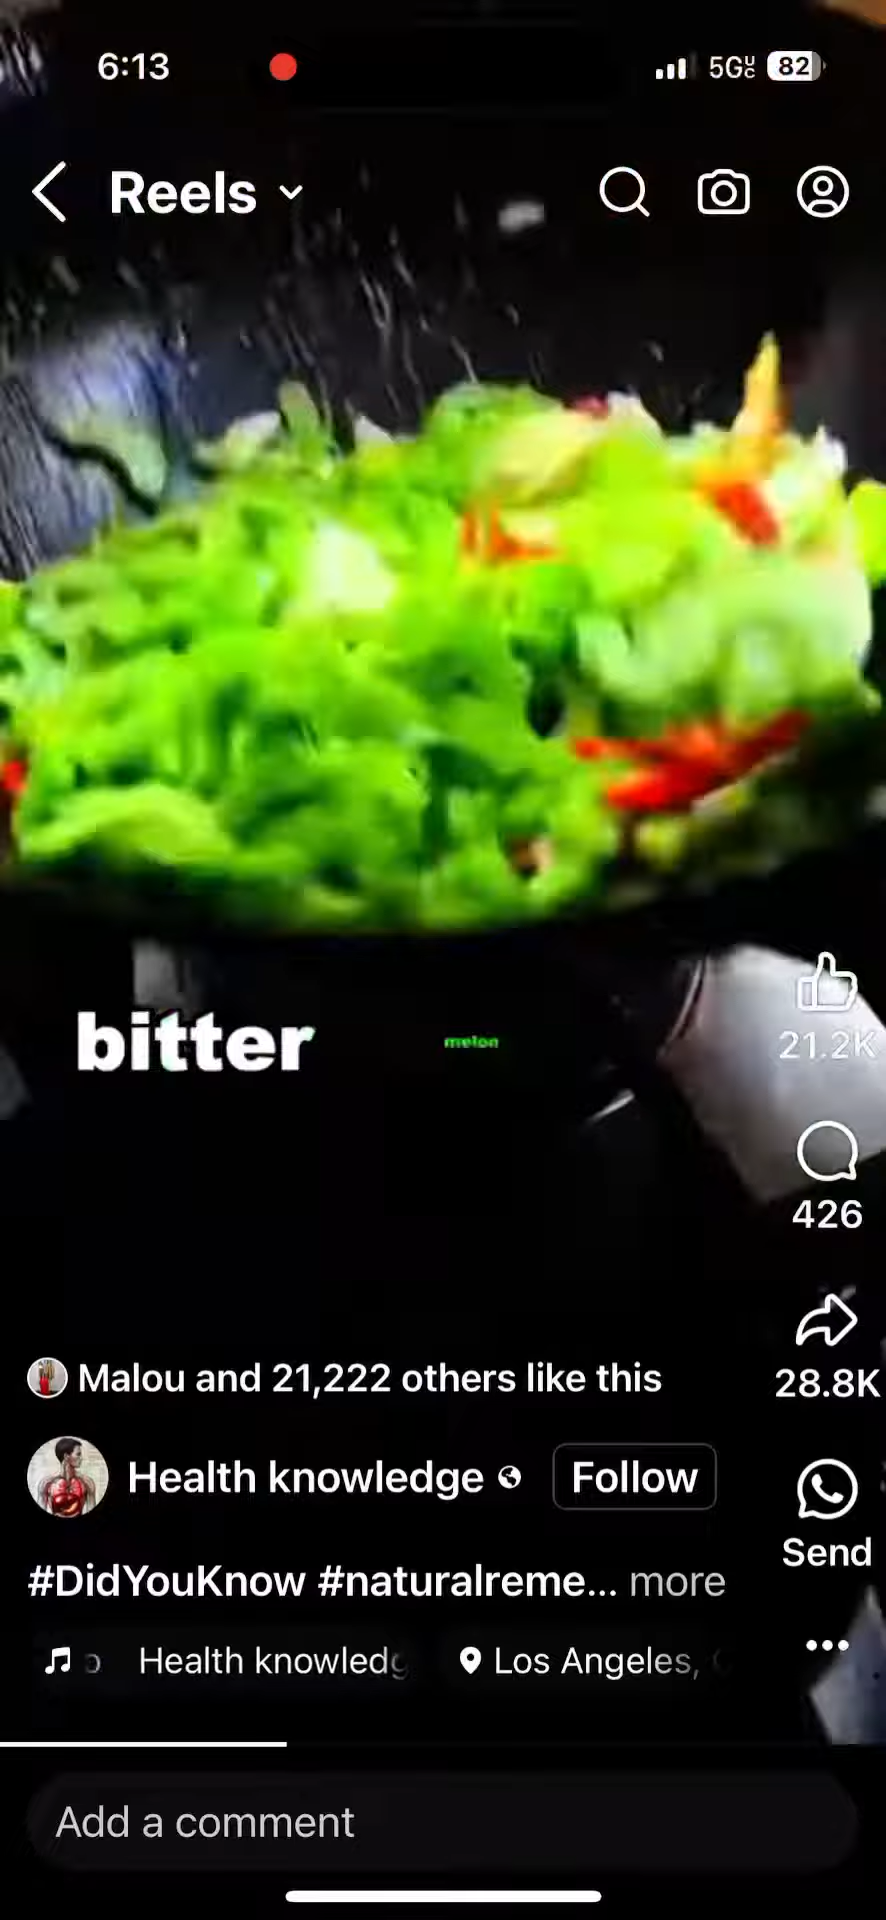 6:13 5G 82
Reels
bitter melon
21.2K
426
28.8K
Send
Malou and 21,222 others like this
Health knowledge Follow
#DidYouKnow #naturalreme... more
Health knowledg Los Angeles,
Add a comment